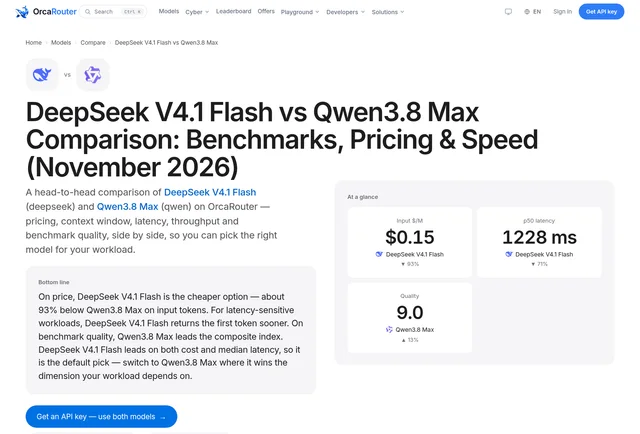 OrcaRouter
Search Ctrl K
Models Cyber Leaderboard Offers Playground Developers Solutions
EN Sign in Get API key
Home Models Compare DeepSeek V4.1 Flash vs Qwen3.8 Max
vs
DeepSeek V4.1 Flash vs Qwen3.8 Max
Comparison: Benchmarks, Pricing & Speed
(November 2026)
A head-to-head comparison of DeepSeek V4.1 Flash
(deepseek) and Qwen3.8 Max (qwen) on OrcaRouter —
pricing, context window, latency, throughput and
benchmark quality, side by side, so you can pick the right
model for your workload.
Bottom line
On price, DeepSeek V4.1 Flash is the cheaper option — about
93% below Qwen3.8 Max on input tokens. For latency-sensitive
workloads, DeepSeek V4.1 Flash returns the first token sooner. On
benchmark quality, Qwen3.8 Max leads the composite index.
DeepSeek V4.1 Flash leads on both cost and median latency, so it
is the default pick — switch to Qwen3.8 Max where it wins the
dimension your workload depends on.
Get an API key — use both models →
At a glance
Input $/M
$0.15
DeepSeek V4.1 Flash
▼ 93%
p50 latency
1228 ms
DeepSeek V4.1 Flash
▼ 71%
Quality
9.0
Qwen3.8 Max
▲ 13%